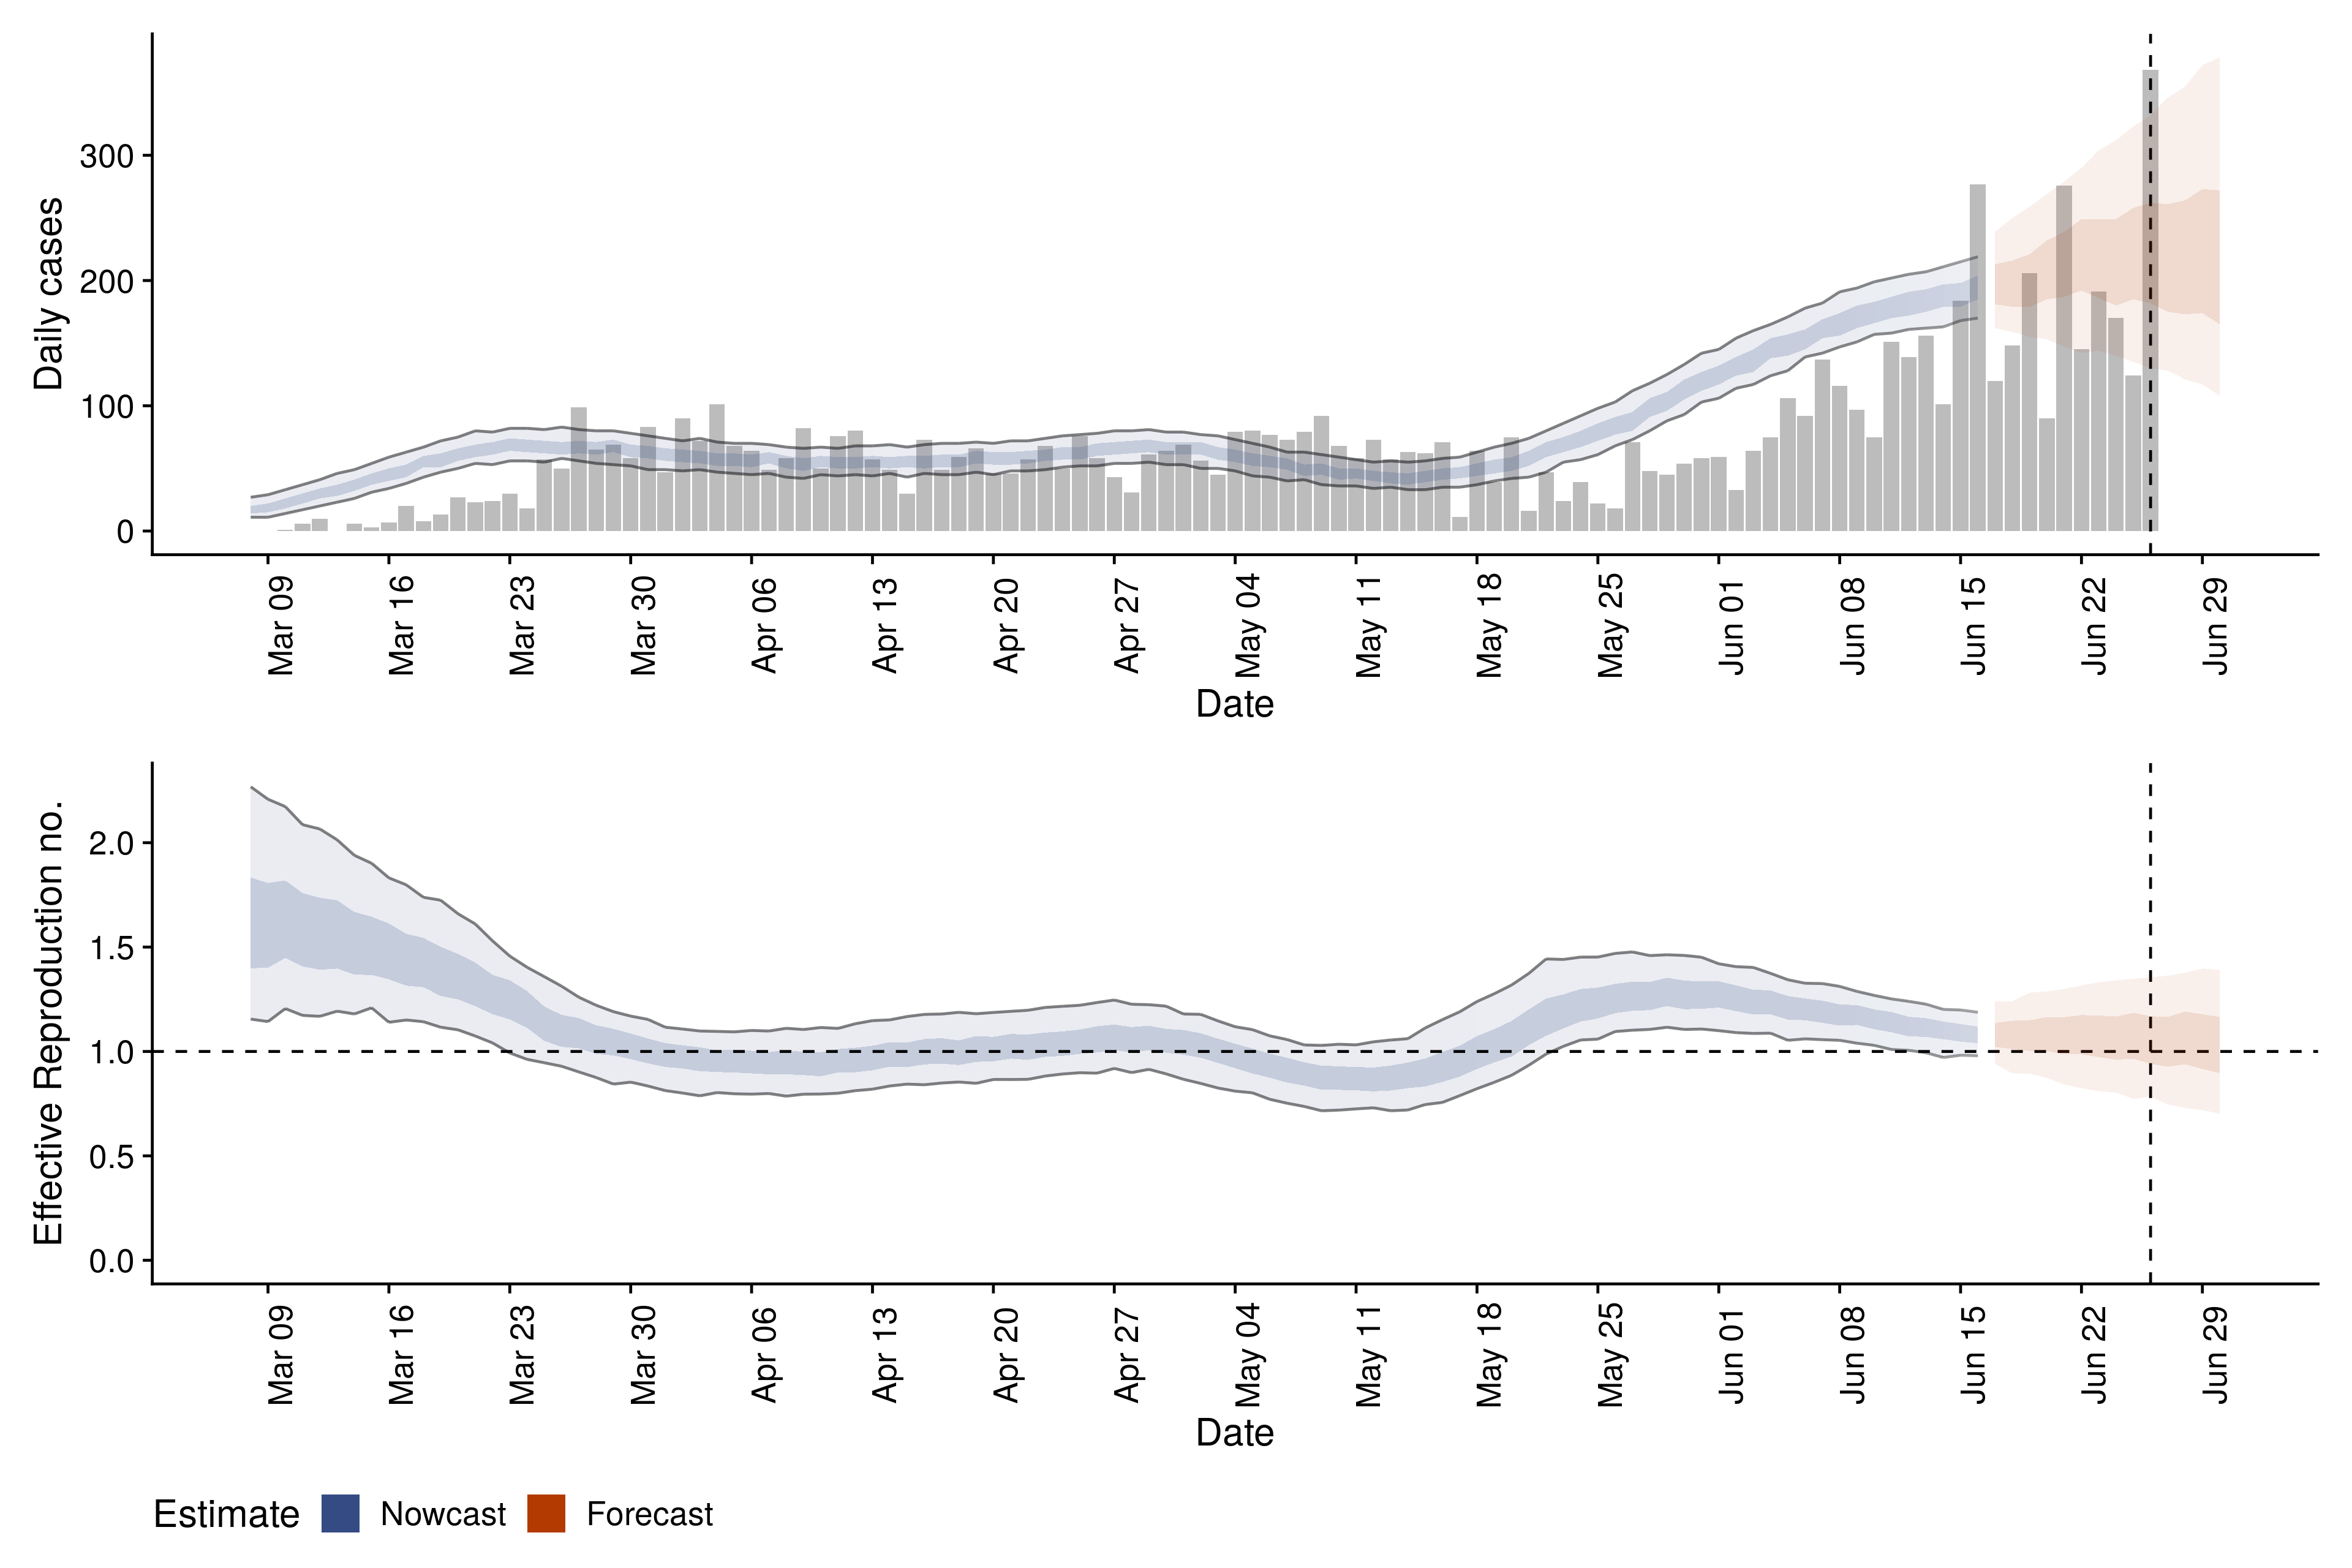 Daily cases
300
200
100
0
Mar 09
Mar 16
Mar 23
Mar 30
Apr 06
Apr 13
Apr 20
Apr 27
May 04
May 11
May 18
May 25
Jun 01
Jun 08
Jun 15
Jun 22
Jun 29
Date
Effective Reproduction no.
2.0
1.5
1.0
0.5
0.0
Mar 09
Mar 16
Mar 23
Mar 30
Apr 06
Apr 13
Apr 20
Apr 27
May 04
May 11
May 18
May 25
Jun 01
Jun 08
Jun 15
Jun 22
Jun 29
Date
Estimate Nowcast Forecast